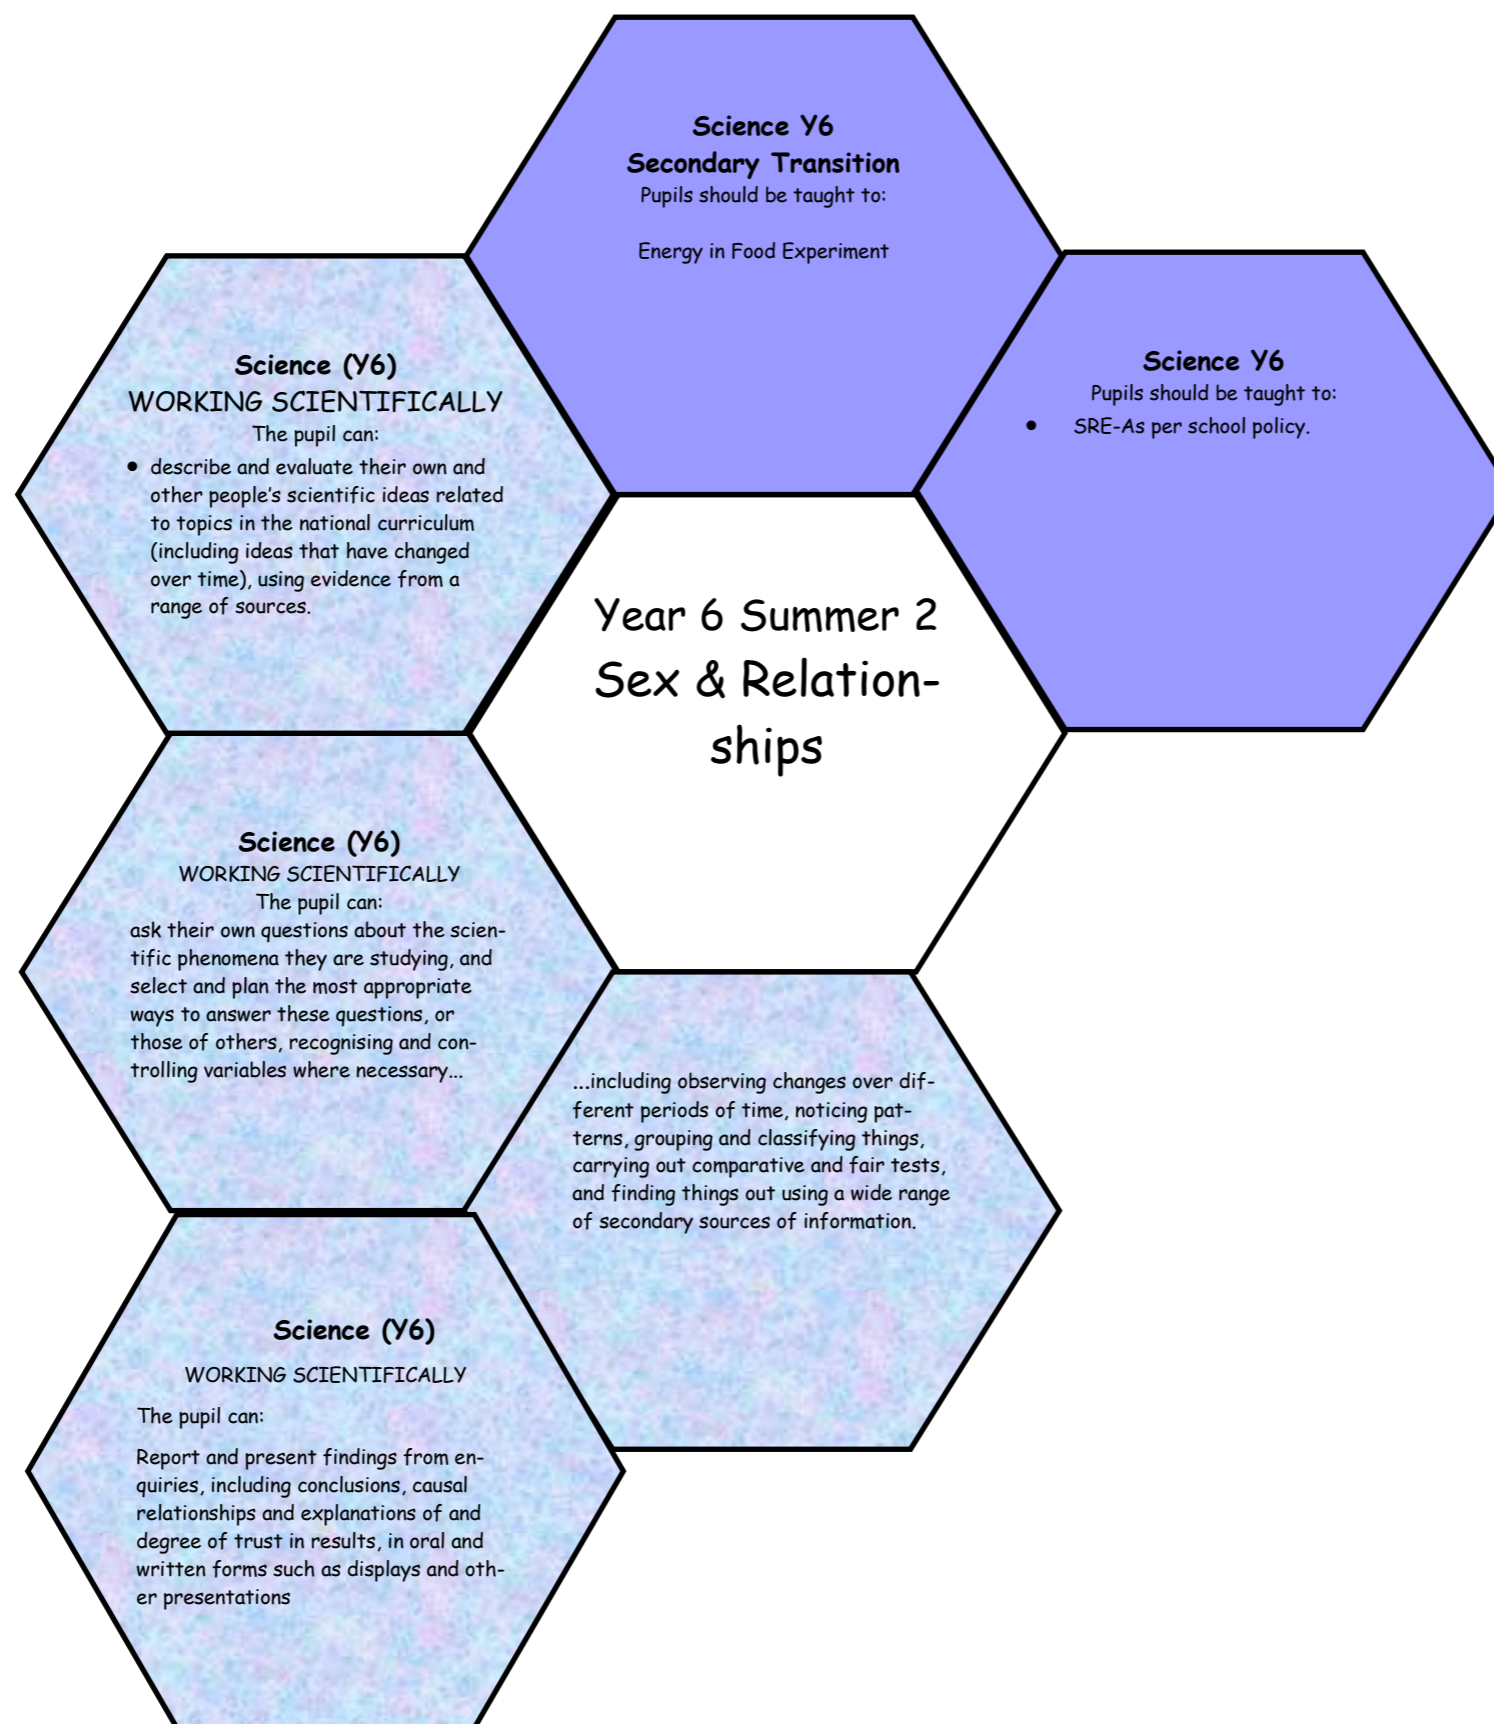 Science Y6
Secondary Transition
Pupils should be taught to:
Energy in Food Experiment
Science Y6
Pupils should be taught to:
• SRE-As per school policy.
Science (Y6)
WORKING SCIENTIFICALLY
The pupil can:
• describe and evaluate their own and
other people's scientific ideas related
to topics in the national curriculum
(including ideas that have changed
over time), using evidence from a
range of sources.
Year 6 Summer 2
Sex & Relation-
ships
Science (Y6)
WORKING SCIENTIFICALLY
The pupil can:
ask their own questions about the scien-
tific phenomena they are studying, and
select and plan the most appropriate
ways to answer these questions, or
those of others, recognising and con-
trolling variables where necessary...
...including observing changes over dif-
ferent periods of time, noticing pat-
terns, grouping and classifying things,
carrying out comparative and fair tests,
and finding things out using a wide range
of secondary sources of information.
Science (Y6)
WORKING SCIENTIFICALLY
The pupil can:
Report and present findings from en-
quiries, including conclusions, causal
relationships and explanations of and
degree of trust in results, in oral and
written forms such as displays and oth-
er presentations